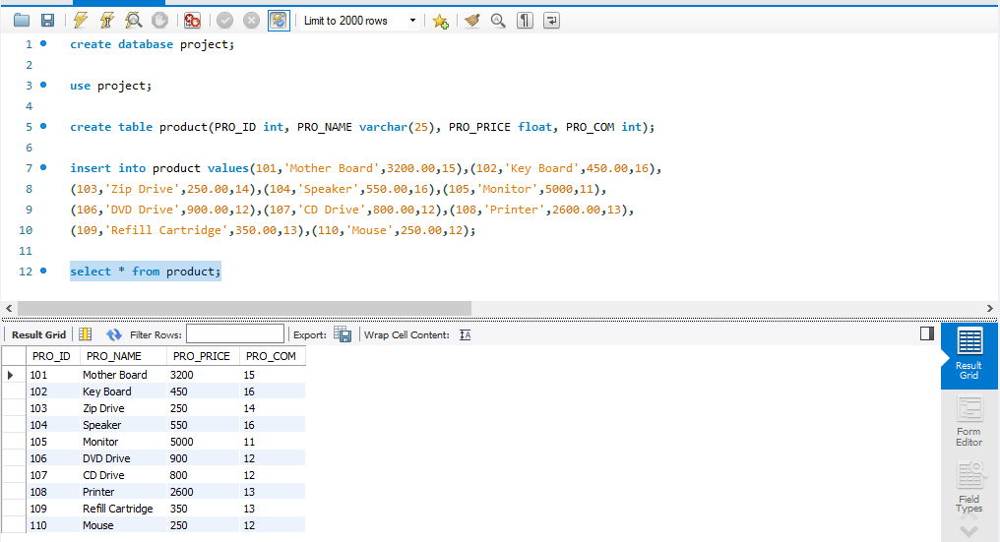 Limit to 2000 rows
1 create database project;
2
3 use project;
4
5 create table product(PRO_ID int, PRO_NAME varchar(25), PRO_PRICE float, PRO_COM int);
6
7 insert into product values(101,'Mother Board',3200.00,15),(102,'Key Board',450.00,16),
8 (103,'Zip Drive',250.00,14),(104,'Speaker',550.00,16),(105,'Monitor',5000,11),
9 (106,'DVD Drive',900.00,12),(107,'CD Drive',800.00,12),(108,'Printer',2600.00,13),
10 (109,'Refill Cartridge',350.00,13),(110,'Mouse',250.00,12);
11
12 select * from product;
Result Grid Filter Rows: Export: Wrap Cell Content:
PRO_ID PRO_NAME PRO_PRICE PRO_COM
101 Mother Board 3200 15
102 Key Board 450 16
103 Zip Drive 250 14
104 Speaker 550 16
105 Monitor 5000 11
106 DVD Drive 900 12
107 CD Drive 800 12
108 Printer 2600 13
109 Refill Cartridge 350 13
110 Mouse 250 12
Result
Grid
Form
Editor
Field
Types